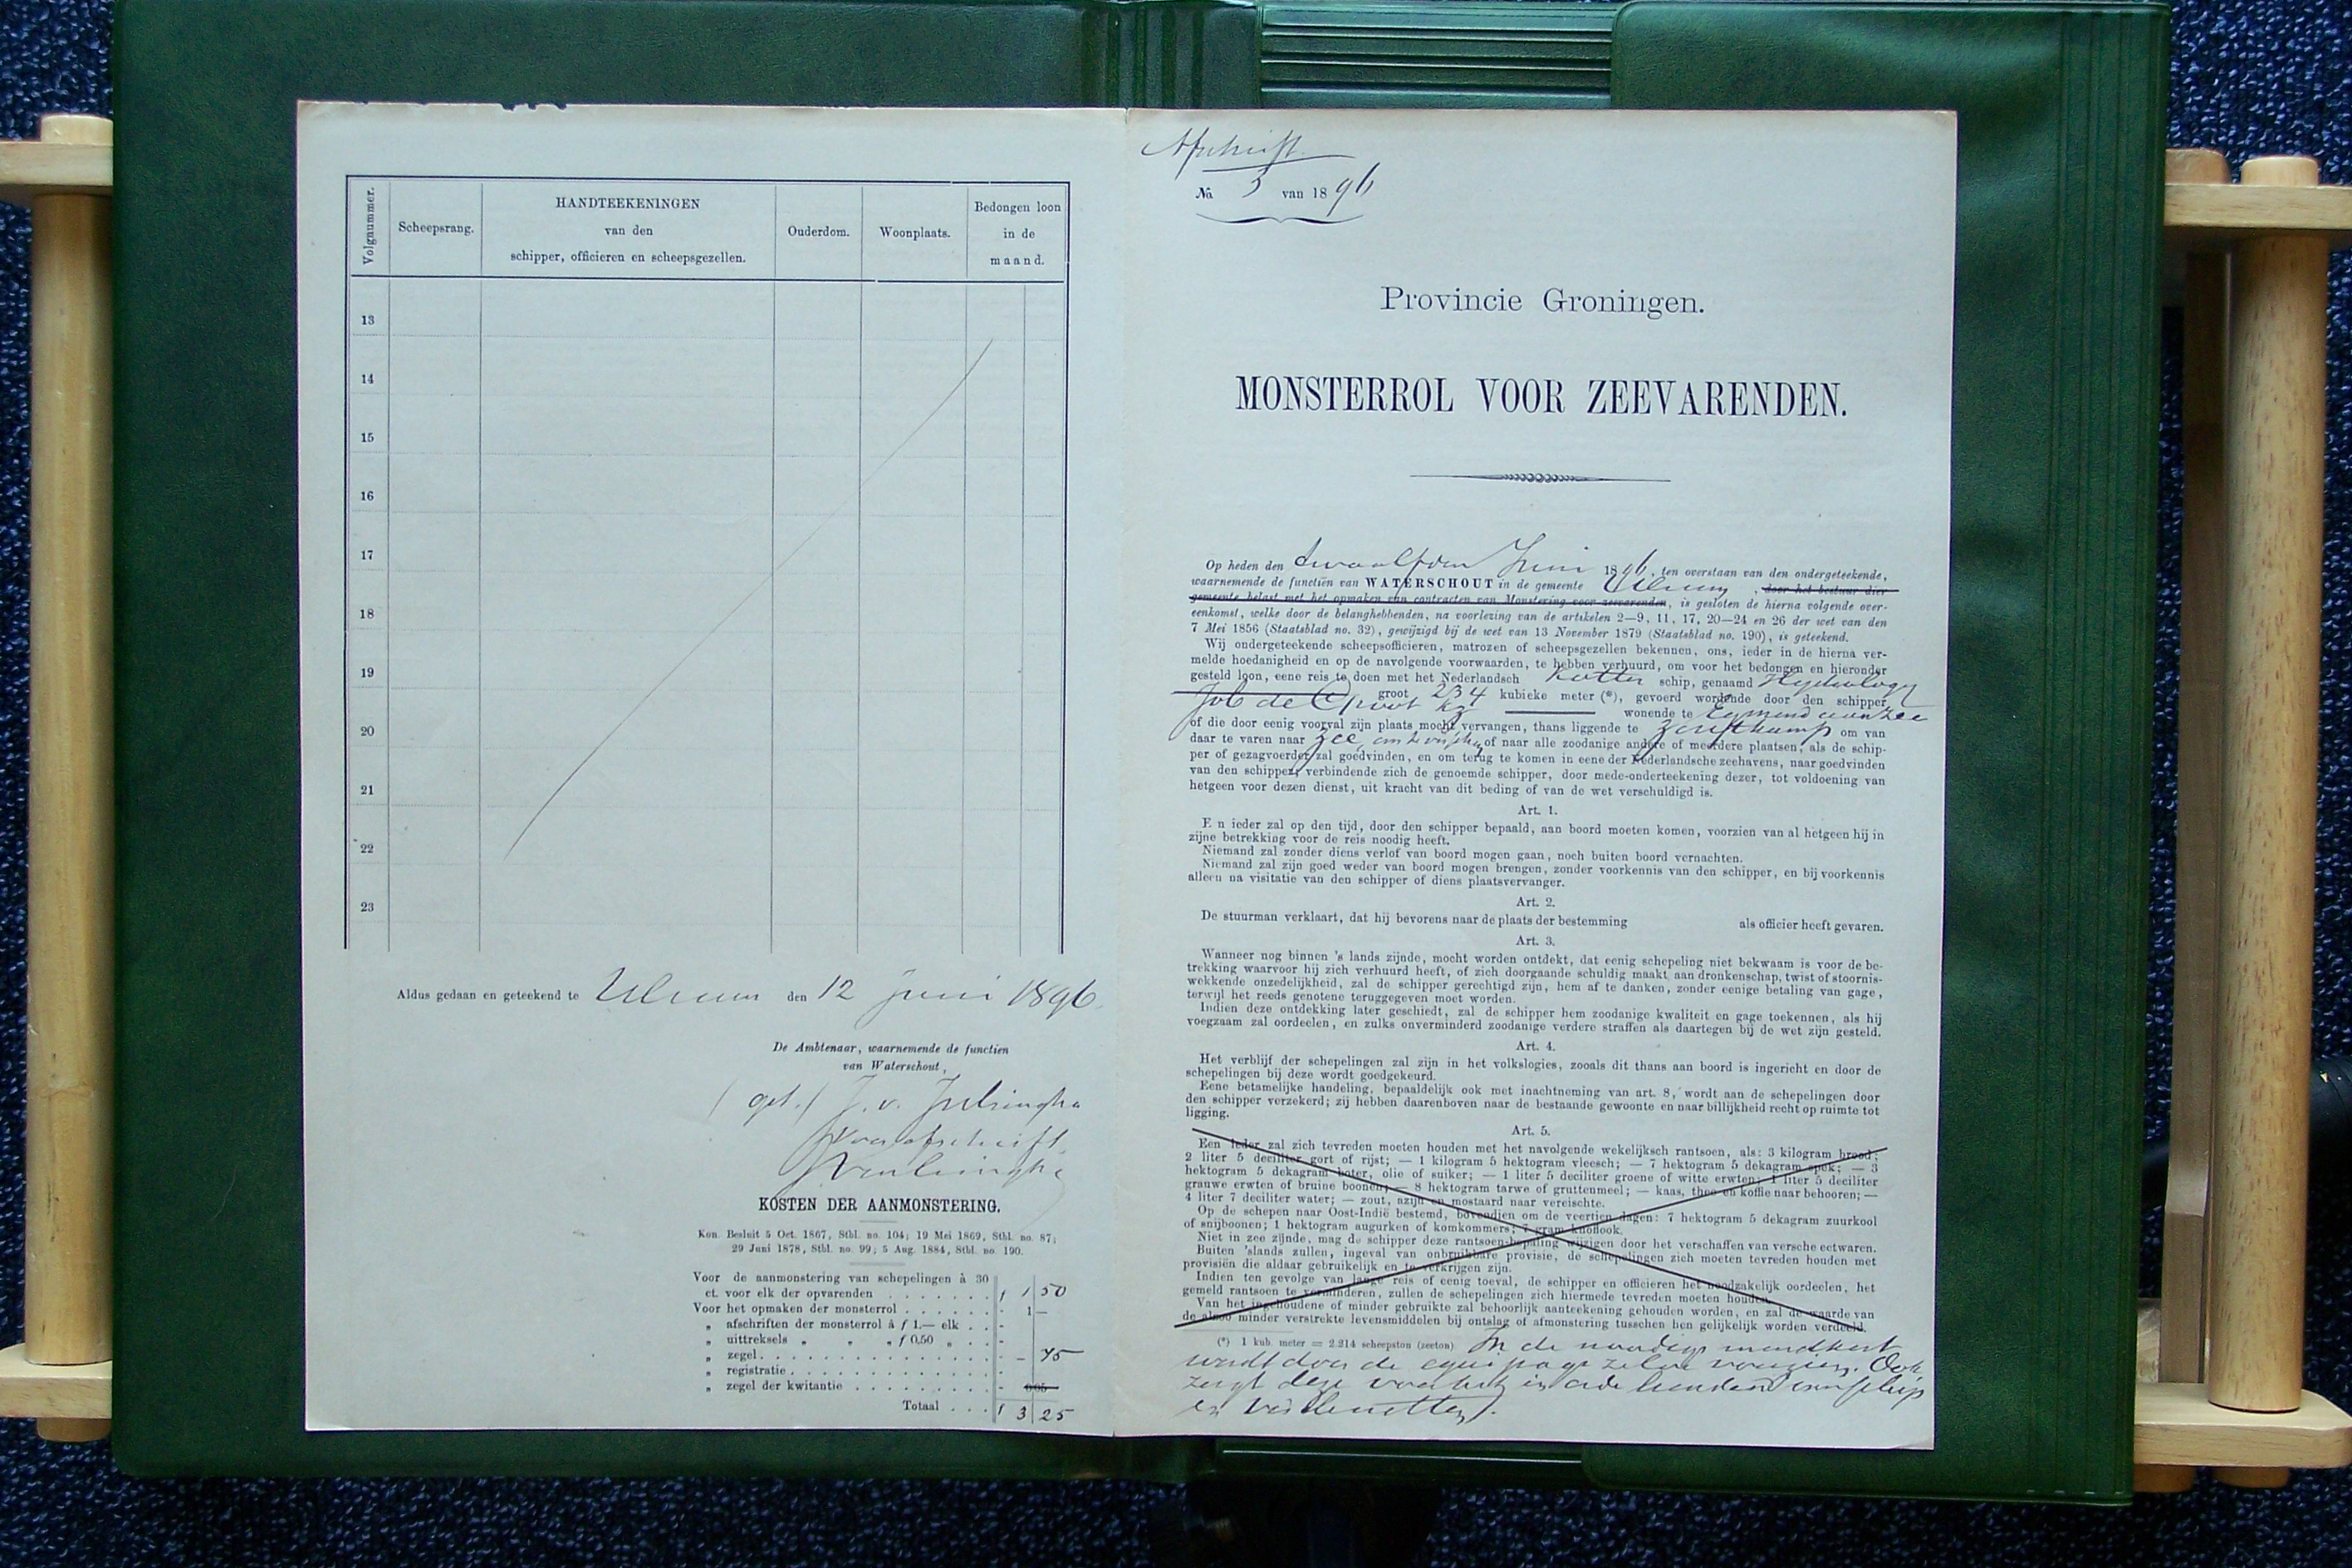 Volgnummer.
Scheepsrang.
HANDTEEKENINGEN
van den
schipper, officieren en scheepsgezellen.
Ouderdom.
Woonplaats.
Bedongen loon
in de
maand.
13
14
15
16
17
18
19
20
21
22
23
Aldus gedaan en geteekend te Ulrum den 12 juni 1896.
De Ambtenaar, waarnemende de functien
van Waterschout,
(get.) J. v.
Voor afschrift
KOSTEN DER AANMONSTERING.
Kon. Besluit 5 Oct. 1867, Stbl. no. 104; 19 Mei 1869, Stbl. no. 87;
29 Juni 1878, Stbl. no. 99; 5 Aug. 1884, Stbl. no. 190.
Voor de aanmonstering van schepelingen à 30
ct. voor elk der opvarenden . . . . . . . . f 1 50
Voor het opmaken der monsterrol . . . . . . . - 1 —
„ afschriften der monsterrol à f 1.— elk . . -
„ uittreksels „ „ „ f 0,50 „ . . -
„ zegel . . . . . . . . . . . . . . . - – 75
„ registratie . . . . . . . . . . . . . . -
„ zegel der kwitantie . . . . . . . . . . - 0.05
Totaal . . . f 3 25
Afschrift.
No 5 van 1896
Provincie Groningen.
MONSTERROL VOOR ZEEVARENDEN.
Op heden den twaalfden Juni 1896, ten overstaan van den ondergeteekende,
waarnemende de functiën van WATERSCHOUT in de gemeente Ulrum, door het bestuur dier
gemeente belast met het opmaken van contracten van Monstering voor zeevarenden, is gesloten de hierna volgende over-
eenkomst, welke door de belanghebbenden, na voorlezing van de artikelen 2—9, 11, 17, 20—24 en 26 der wet van den
7 Mei 1856 (Staatsblad no. 32), gewijzigd bij de wet van 13 November 1879 (Staatsblad no. 190), is geteekend.
Wij ondergeteekende scheepsofficieren, matrozen of scheepsgezellen bekennen, ons, ieder in de hierna ver-
melde hoedanigheid en op de navolgende voorwaarden, te hebben verhuurd, om voor het bedongen en hieronder
gesteld loon, eene reis te doen met het Nederlandsch Kotter schip, genaamd
groot 234 kubieke meter (*), gevoerd wordende door den schipper
Job de Groot Kz wonende te Egmond aan Zee
of die door eenig voorval zijn plaats mocht vervangen, thans liggende te Zoutkamp om van
daar te varen naar zee, of naar alle zoodanige andere of meerdere plaatsen, als de schip-
per of gezagvoerder zal goedvinden, en om terug te komen in eene der Nederlandsche zeehavens, naar goedvinden
van den schipper, verbindende zich de genoemde schipper, door mede-onderteekening dezer, tot voldoening van
hetgeen voor dezen dienst, uit kracht van dit beding of van de wet verschuldigd is.
Art. 1.
E n ieder zal op den tijd, door den schipper bepaald, aan boord moeten komen, voorzien van al hetgeen hij in
zijne betrekking voor de reis noodig heeft.
Niemand zal zonder diens verlof van boord mogen gaan, noch buiten boord vernachten.
Niemand zal zijn goed weder van boord mogen brengen, zonder voorkennis van den schipper, en bij voorkennis
alleen na visitatie van den schipper of diens plaatsvervanger.
Art. 2.
De stuurman verklaart, dat hij bevorens naar de plaats der bestemming als officier heeft gevaren.
Art. 3.
Wanneer nog binnen 's lands zijnde, mocht worden ontdekt, dat eenig schepeling niet bekwaam is voor de be-
trekking waarvoor hij zich verhuurd heeft, of zich doorgaande schuldig maakt aan dronkenschap, twist of stoornis-
wekkende onzedelijkheid, zal de schipper gerechtigd zijn, hem af te danken, zonder eenige betaling van gage,
terwijl het reeds genotene teruggegeven moet worden.
Indien deze ontdekking later geschiedt, zal de schipper hem zoodanige kwaliteit en gage toekennen, als hij
voegzaam zal oordeelen, en zulks onverminderd zoodanige verdere straffen als daartegen bij de wet zijn gesteld.
Art. 4.
Het verblijf der schepelingen zal zijn in het volkslogies, zooals dit thans aan boord is ingericht en door de
schepelingen bij deze wordt goedgekeurd.
Eene betamelijke handeling, bepaaldelijk ook met inachtneming van art. 8, wordt aan de schepelingen door
den schipper verzekerd; zij hebben daarenboven naar de bestaande gewoonte en naar billijkheid recht op ruimte tot
ligging.
Art. 5.
Een ieder zal zich tevreden moeten houden met het navolgende wekelijksch rantsoen, als: 3 kilogram brood;
2 liter 5 deciliter gort of rijst; — 1 kilogram 5 hektogram vleesch; — 7 hektogram 5 dekagram spek; — 3
hektogram 5 dekagram boter, olie of suiker; — 1 liter 5 deciliter groene of witte erwten; 1 liter 5 deciliter
grauwe erwten of bruine boonen; — 8 hektogram tarwe of gruttenmeel; — kaas, thee en koffie naar behooren; —
4 liter 7 deciliter water; — zout, azijn en mostaard naar vereischte.
Op de schepen naar Oost-Indië bestemd, bovendien om de veertien dagen: 7 hektogram 5 dekagram zuurkool
of snijboonen; 1 hektogram augurken of komkommers; 7 gram knoflook.
Niet in zee zijnde, mag de schipper deze rantsoen-bepaling wijzigen door het verschaffen van versche eetwaren.
Buiten 'slands zullen, ingeval van onbruikbare provisie, de schepelingen zich moeten tevreden houden met
provisiën die aldaar gebruikelijk en te verkrijgen zijn.
Indien ten gevolge van lange reis of eenig toeval, de schipper en officieren het noodzakelijk oordeelen, het
gemeld rantsoen te verminderen, zullen de schepelingen zich hiermede tevreden moeten houden.
Van het ingehoudene of minder gebruikte zal behoorlijk aanteekening gehouden worden, en zal de waarde van
de alzoo minder verstrekte levensmiddelen bij ontslag of afmonstering tusschen hen gelijkelijk worden verdeeld.
(*) 1 kub. meter = 2.214 scheepston (zeeton) In de noodige mondkost
wordt door de equipage zelve voorzien. Ook
zorgt deze voor het
en